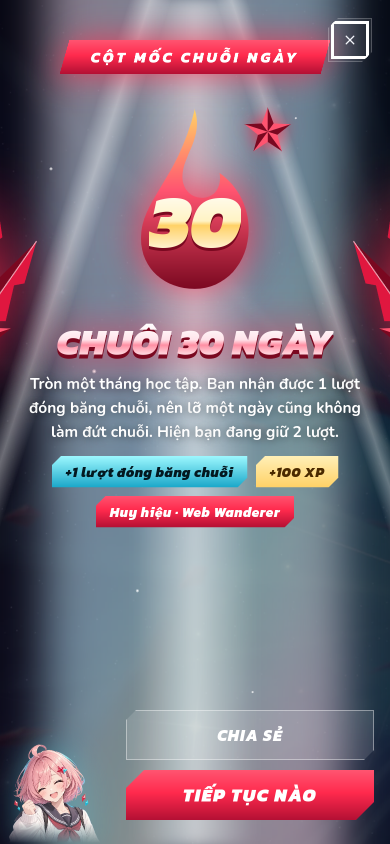 CỘT MỐC CHUỖI NGÀY
×
30
CHUỖI 30 NGÀY
Tròn một tháng học tập. Bạn nhận được 1 lượt
đóng băng chuỗi, nên lỡ một ngày cũng không
làm đứt chuỗi. Hiện bạn đang giữ 2 lượt.
+1 lượt đóng băng chuỗi
+100 XP
Huy hiệu · Web Wanderer
CHIA SẺ
TIẾP TỤC NÀO